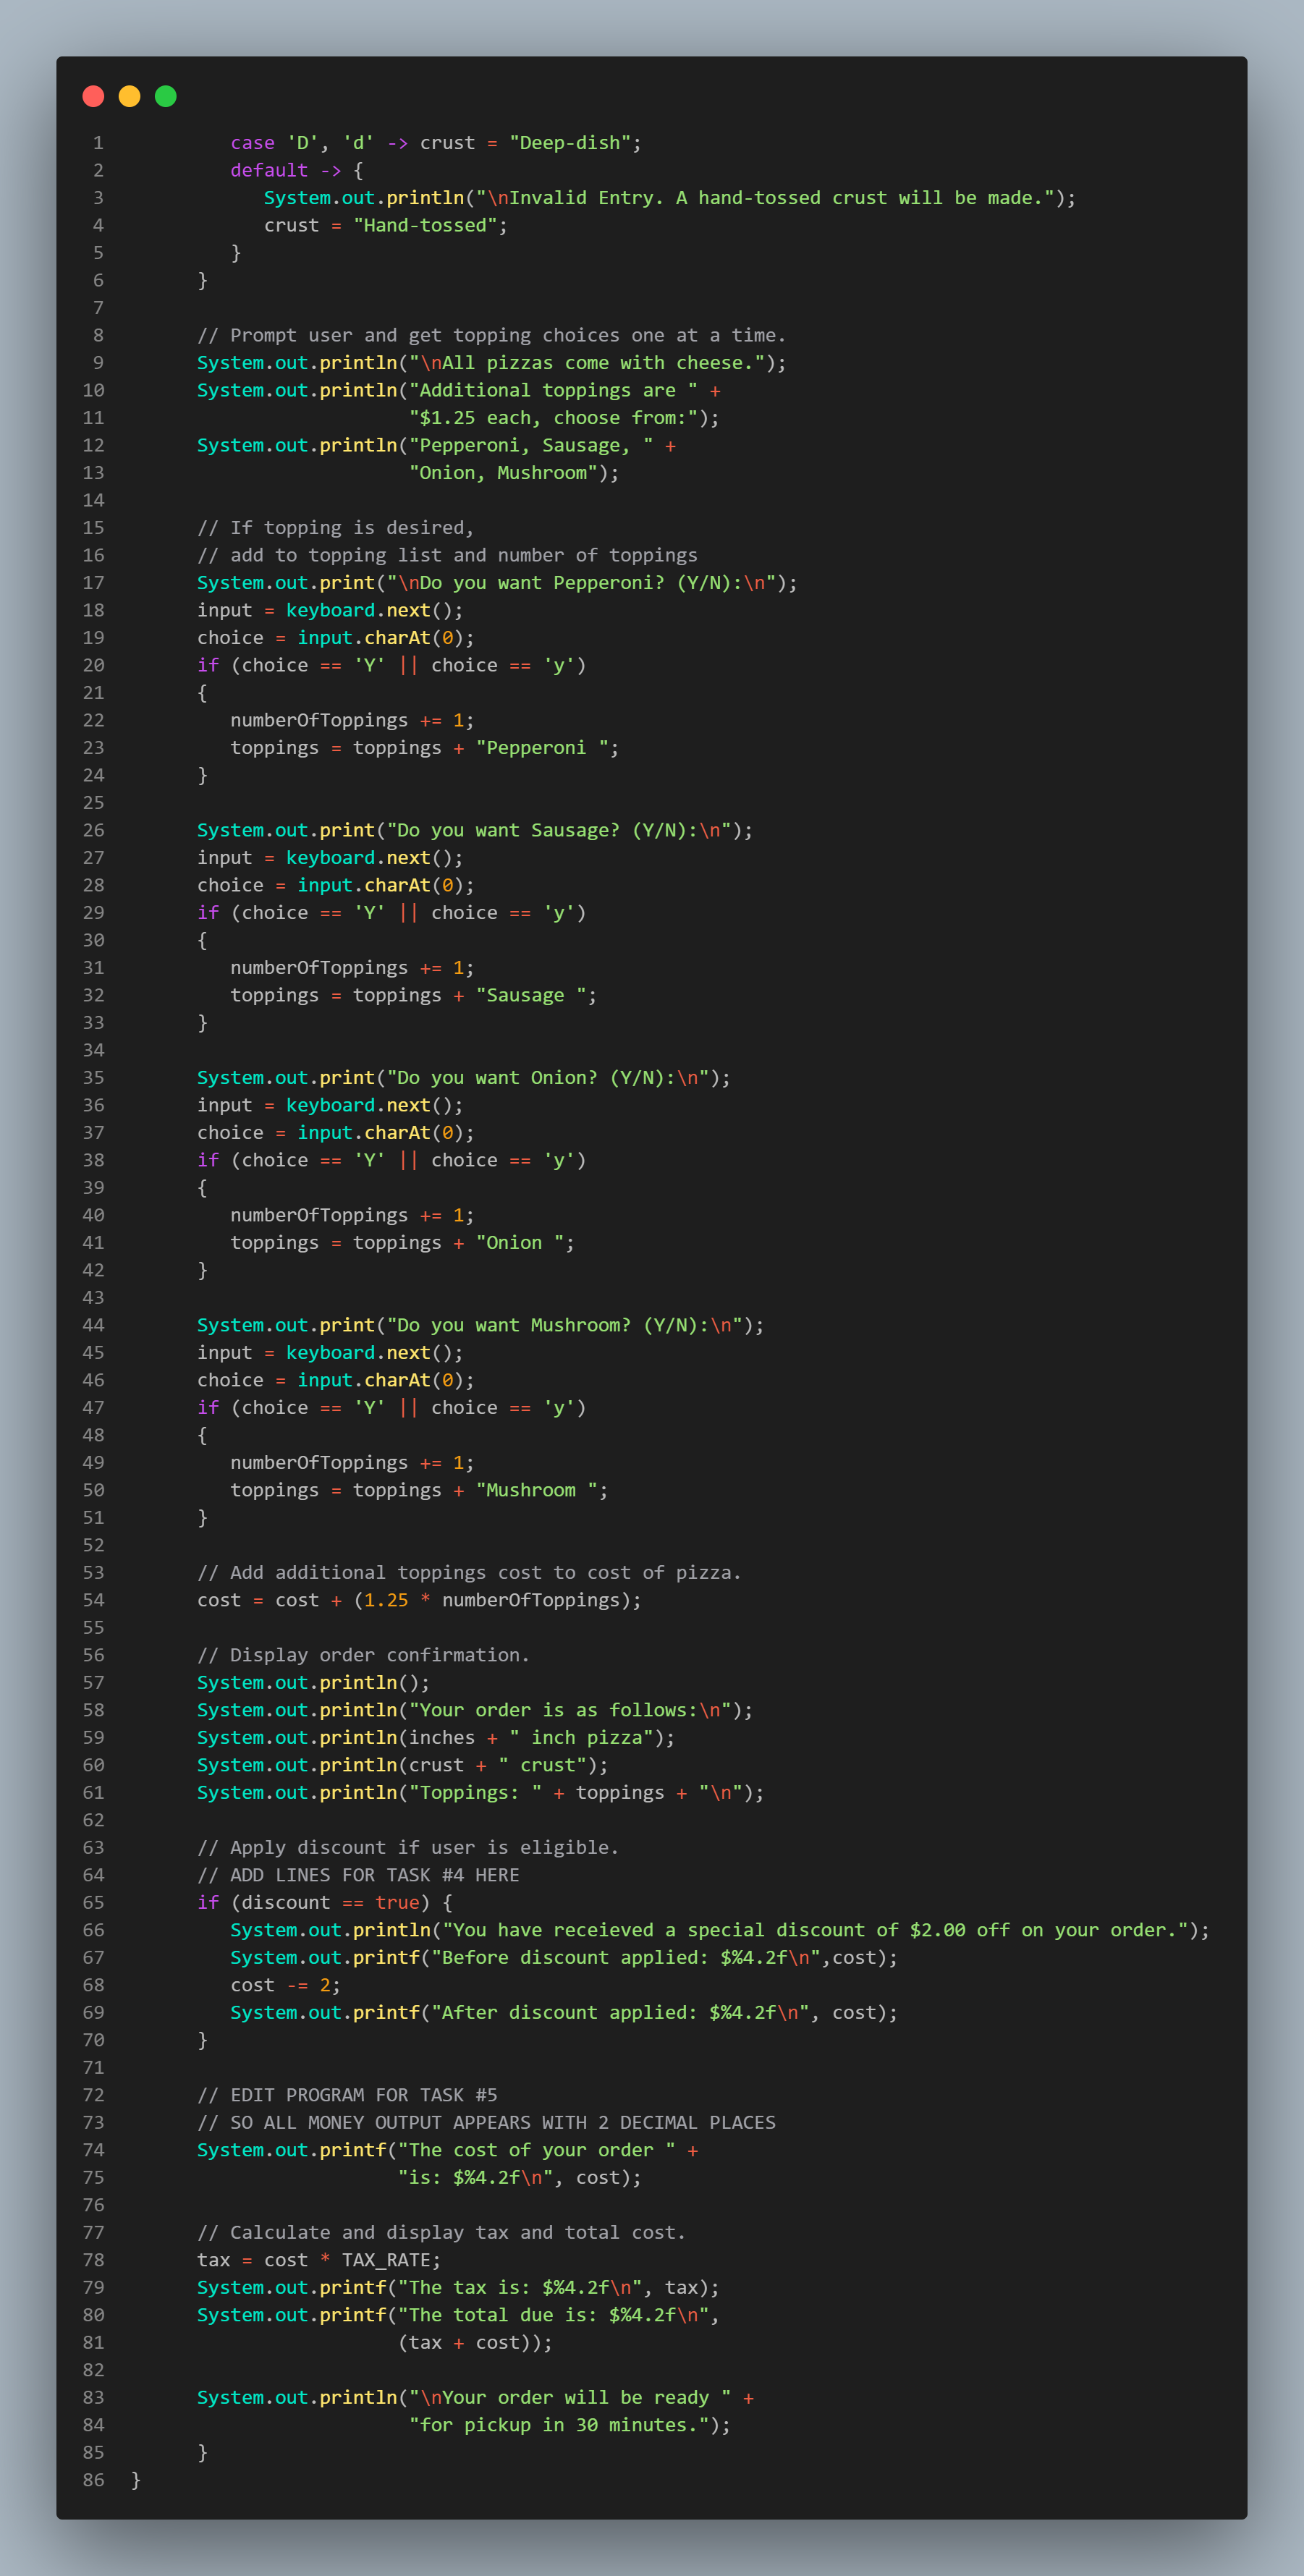 1 case 'D', 'd' -> crust = "Deep-dish";
2 default -> {
3 System.out.println("\nInvalid Entry. A hand-tossed crust will be made.");
4 crust = "Hand-tossed";
5 }
6 }
7
8 // Prompt user and get topping choices one at a time.
9 System.out.println("\nAll pizzas come with cheese.");
10 System.out.println("Additional toppings are " +
11 "$1.25 each, choose from:");
12 System.out.println("Pepperoni, Sausage, " +
13 "Onion, Mushroom");
14
15 // If topping is desired,
16 // add to topping list and number of toppings
17 System.out.print("\nDo you want Pepperoni? (Y/N):\n");
18 input = keyboard.next();
19 choice = input.charAt(0);
20 if (choice == 'Y' || choice == 'y')
21 {
22 numberOfToppings += 1;
23 toppings = toppings + "Pepperoni ";
24 }
25
26 System.out.print("Do you want Sausage? (Y/N):\n");
27 input = keyboard.next();
28 choice = input.charAt(0);
29 if (choice == 'Y' || choice == 'y')
30 {
31 numberOfToppings += 1;
32 toppings = toppings + "Sausage ";
33 }
34
35 System.out.print("Do you want Onion? (Y/N):\n");
36 input = keyboard.next();
37 choice = input.charAt(0);
38 if (choice == 'Y' || choice == 'y')
39 {
40 numberOfToppings += 1;
41 toppings = toppings + "Onion ";
42 }
43
44 System.out.print("Do you want Mushroom? (Y/N):\n");
45 input = keyboard.next();
46 choice = input.charAt(0);
47 if (choice == 'Y' || choice == 'y')
48 {
49 numberOfToppings += 1;
50 toppings = toppings + "Mushroom ";
51 }
52
53 // Add additional toppings cost to cost of pizza.
54 cost = cost + (1.25 * numberOfToppings);
55
56 // Display order confirmation.
57 System.out.println();
58 System.out.println("Your order is as follows:\n");
59 System.out.println(inches + " inch pizza");
60 System.out.println(crust + " crust");
61 System.out.println("Toppings: " + toppings + "\n");
62
63 // Apply discount if user is eligible.
64 // ADD LINES FOR TASK #4 HERE
65 if (discount == true) {
66 System.out.println("You have receieved a special discount of $2.00 off on your order.");
67 System.out.printf("Before discount applied: $%4.2f\n",cost);
68 cost -= 2;
69 System.out.printf("After discount applied: $%4.2f\n", cost);
70 }
71
72 // EDIT PROGRAM FOR TASK #5
73 // SO ALL MONEY OUTPUT APPEARS WITH 2 DECIMAL PLACES
74 System.out.printf("The cost of your order " +
75 "is: $%4.2f\n", cost);
76
77 // Calculate and display tax and total cost.
78 tax = cost * TAX_RATE;
79 System.out.printf("The tax is: $%4.2f\n", tax);
80 System.out.printf("The total due is: $%4.2f\n",
81 (tax + cost));
82
83 System.out.println("\nYour order will be ready " +
84 "for pickup in 30 minutes.");
85 }
86 }